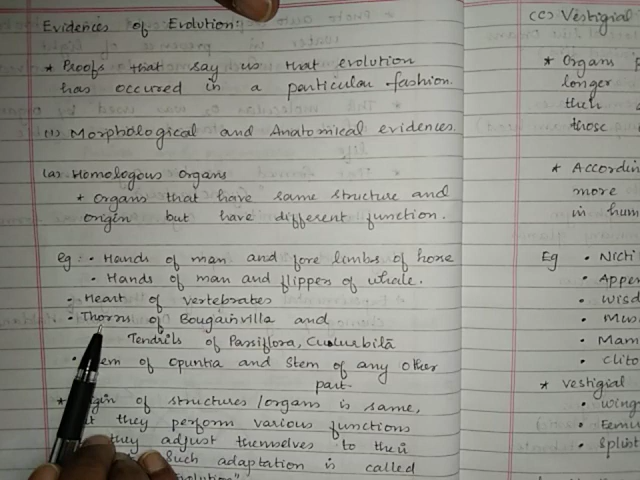 Evidences of Evolution:
* Proofs that say us that evolution
has occured in a particular fashion.
(1) Morphological and Anatomical evidences.
(a) Homologous Organs
* Organs that have same structure and
origin but have different function.
eg: • Hands of man and fore limbs of horse
• Hands of man and flippers of whale.
• Heart of vertebrates
• Thorns of Bougainvilla and
Tendrils of Passiflora, Cucurbita
of Opuntia and Stem of any other
part.
of structures / organs is same,
they perform various functions
they adjust themselves to their
Such adaptation is called
(C) Vestigial
* Organs
longer
then
those
* Accordin
more
in hum
Eg • Nicti
• Appen
• Wisd
• Mus
• Mam
• Clito
* Vestigial
• wing
• Splint